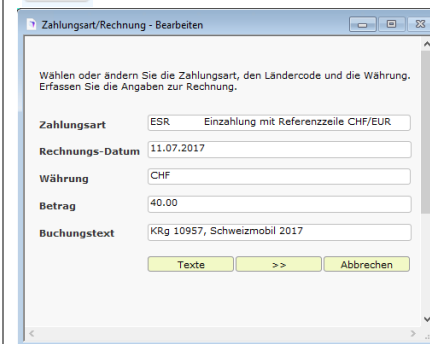 Zahlungsart/Rechnung - Bearbeiten
Wählen oder ändern Sie die Zahlungsart, den Ländercode und die Währung.
Erfassen Sie die Angaben zur Rechnung.
Zahlungsart ESR Einzahlung mit Referenzzeile CHF/EUR
Rechnungs-Datum 11.07.2017
Währung CHF
Betrag 40.00
Buchungstext KRg 10957, Schweizmobil 2017
Texte >> Abbrechen